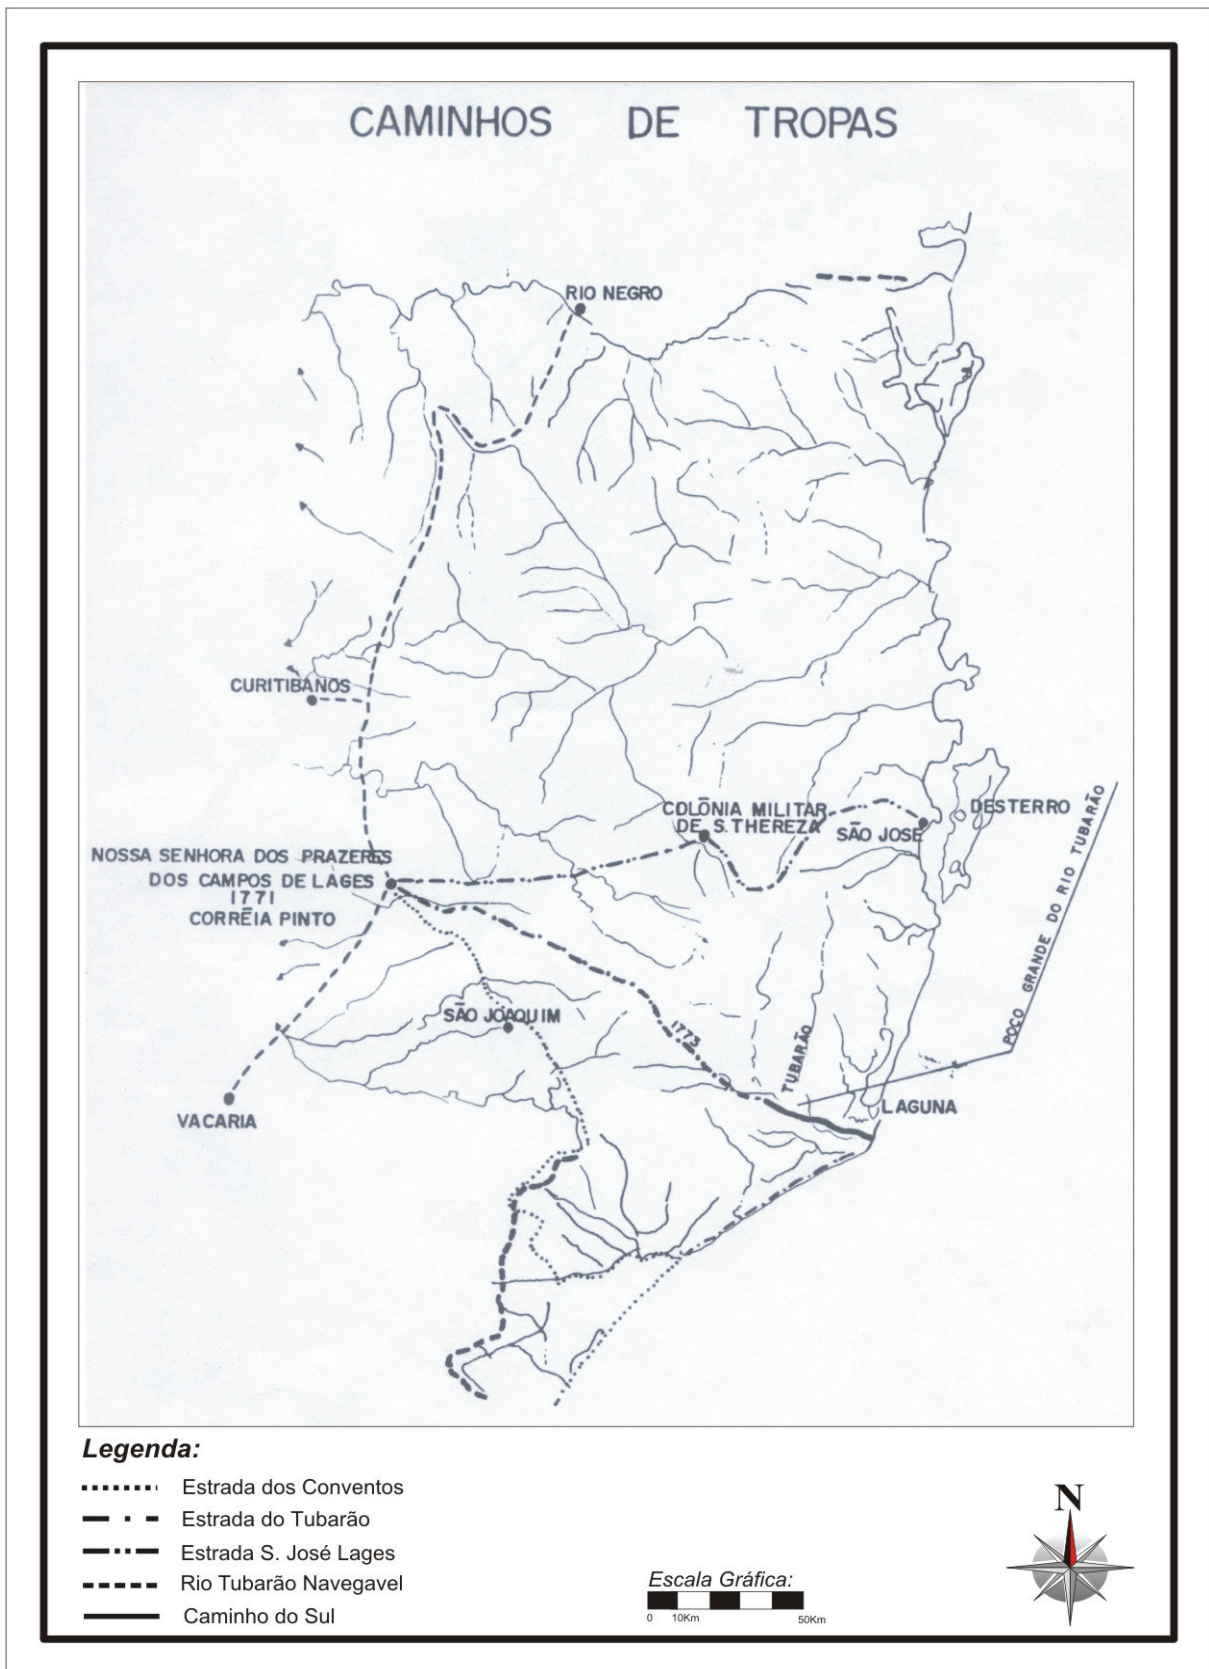 CAMINHOS DE TROPAS
RIO NEGRO
CURITIBANOS
COLÔNIA MILITAR
DE S. THEREZA
SÃO JOSÉ
DESTERRO
NOSSA SENHORA DOS PRAZERES
DOS CAMPOS DE LAGES
1771
CORRÊIA PINTO
POÇO GRANDE DO RIO TUBARÃO
SÃO JOAQUIM
1773
TUBARÃO
LAGUNA
VACARIA
Legenda:
Estrada dos Conventos
Estrada do Tubarão
Estrada S. José Lages
Rio Tubarão Navegavel
Caminho do Sul
Escala Gráfica:
0 10Km 50Km
N